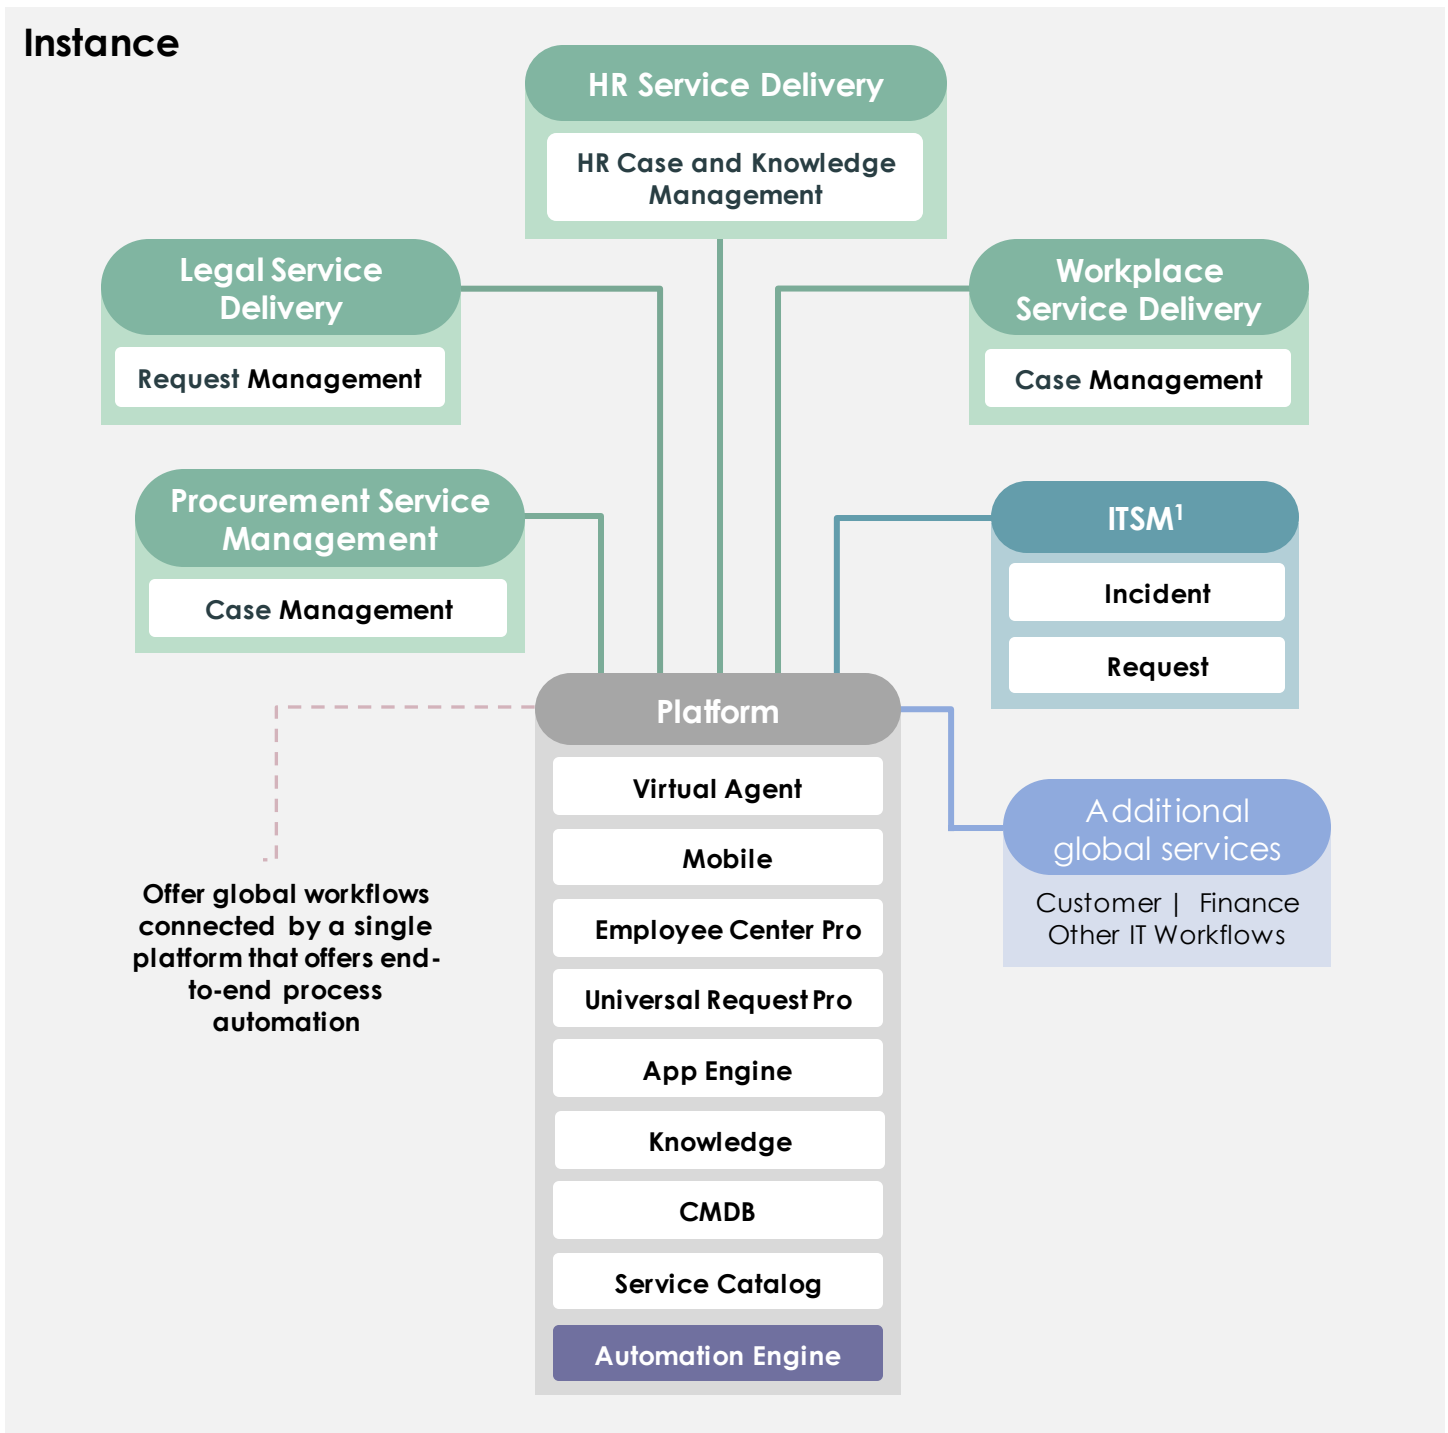 Instance
HR Service Delivery
HR Case and Knowledge
Management
Legal Service
Delivery
Request Management
Workplace
Service Delivery
Case Management
Procurement Service
Management
Case Management
ITSM¹
Incident
Request
Platform
Virtual Agent
Mobile
Employee Center Pro
Universal Request Pro
App Engine
Knowledge
CMDB
Service Catalog
Automation Engine
Additional
global services
Customer | Finance
Other IT Workflows
Offer global workflows
connected by a single
platform that offers end-
to-end process
automation